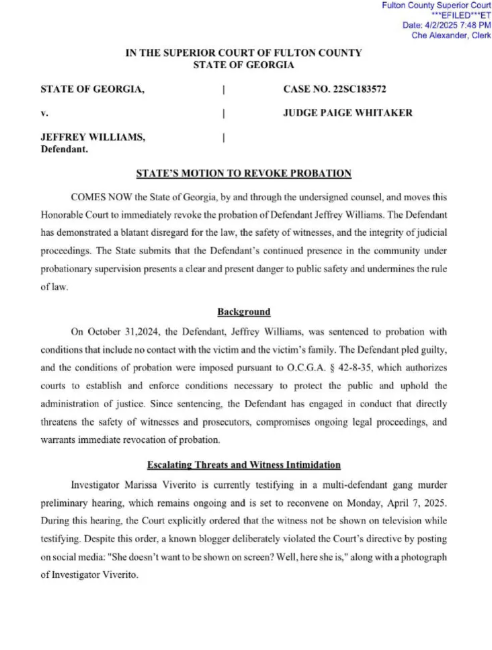 Fulton County Superior Court
***EFILED***ET
Date: 4/2/2025 7:48 PM
Che Alexander, Clerk
IN THE SUPERIOR COURT OF FULTON COUNTY
STATE OF GEORGIA
STATE OF GEORGIA, | CASE NO. 22SC183572
v. | JUDGE PAIGE WHITAKER
JEFFREY WILLIAMS, |
Defendant.
STATE'S MOTION TO REVOKE PROBATION
COMES NOW the State of Georgia, by and through the undersigned counsel, and moves this
Honorable Court to immediately revoke the probation of Defendant Jeffrey Williams. The Defendant
has demonstrated a blatant disregard for the law, the safety of witnesses, and the integrity of judicial
proceedings. The State submits that the Defendant's continued presence in the community under
probationary supervision presents a clear and present danger to public safety and undermines the rule
of law.
Background
On October 31,2024, the Defendant, Jeffrey Williams, was sentenced to probation with
conditions that include no contact with the victim and the victim's family. The Defendant pled guilty,
and the conditions of probation were imposed pursuant to O.C.G.A. § 42-8-35, which authorizes
courts to establish and enforce conditions necessary to protect the public and uphold the
administration of justice. Since sentencing, the Defendant has engaged in conduct that directly
threatens the safety of witnesses and prosecutors, compromises ongoing legal proceedings, and
warrants immediate revocation of probation.
Escalating Threats and Witness Intimidation
Investigator Marissa Viverito is currently testifying in a multi-defendant gang murder
preliminary hearing, which remains ongoing and is set to reconvene on Monday, April 7, 2025.
During this hearing, the Court explicitly ordered that the witness not be shown on television while
testifying. Despite this order, a known blogger deliberately violated the Court's directive by posting
on social media: "She doesn't want to be shown on screen? Well, here she is," along with a photograph
of Investigator Viverito.